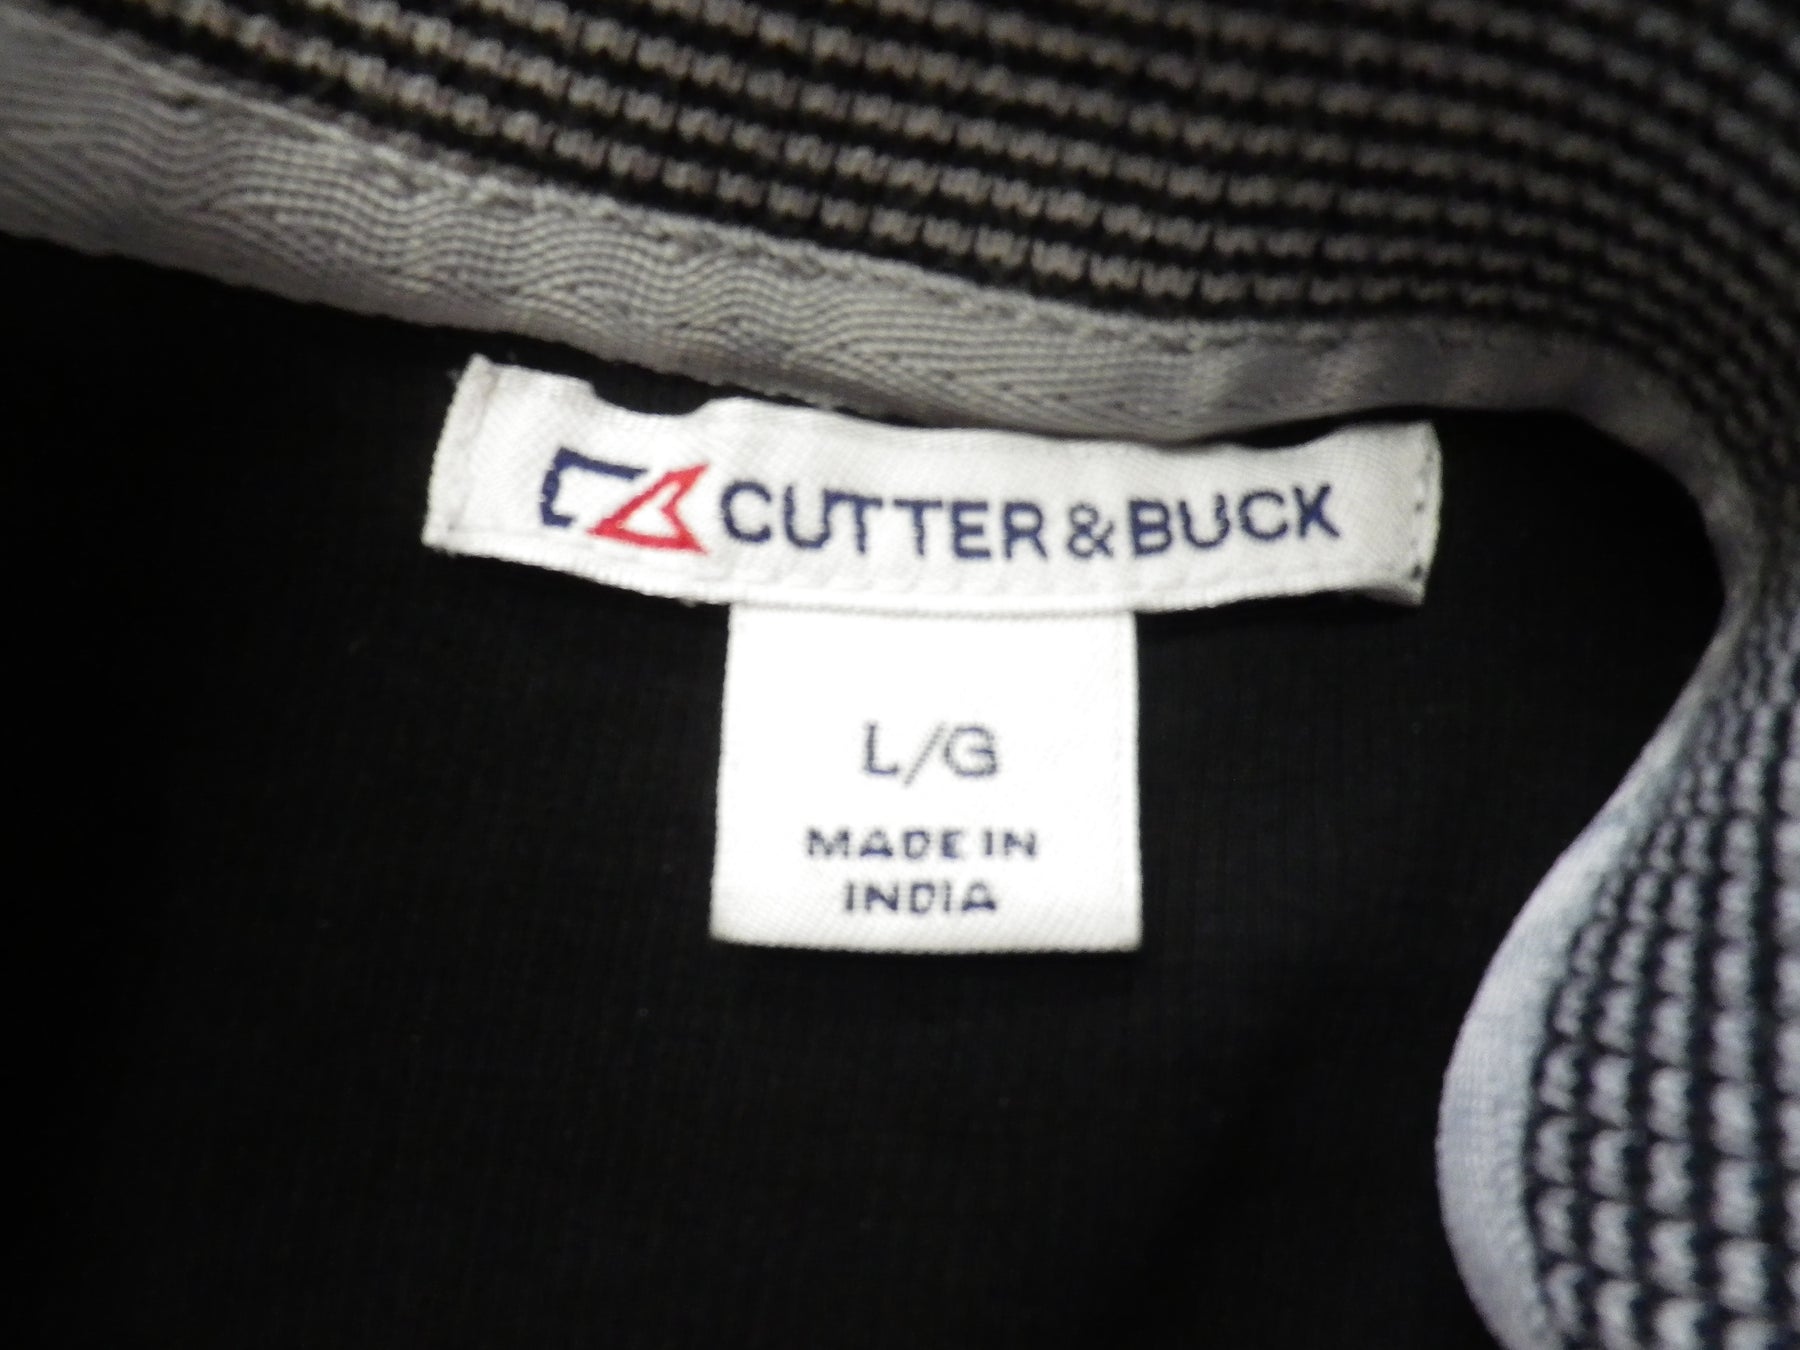 CUTTER & BUCK
L/G
MADE IN
INDIA